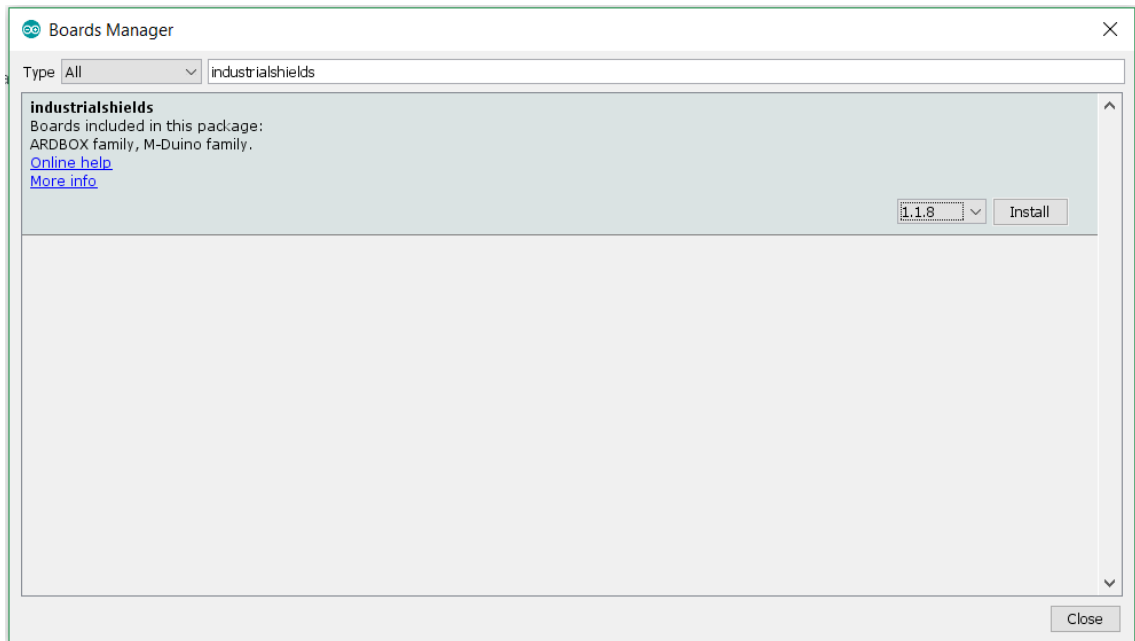 Boards Manager
Type All industrialshields
industrialshields
Boards included in this package:
ARDBOX family, M-Duino family.
Online help
More info
1.1.8 Install
Close